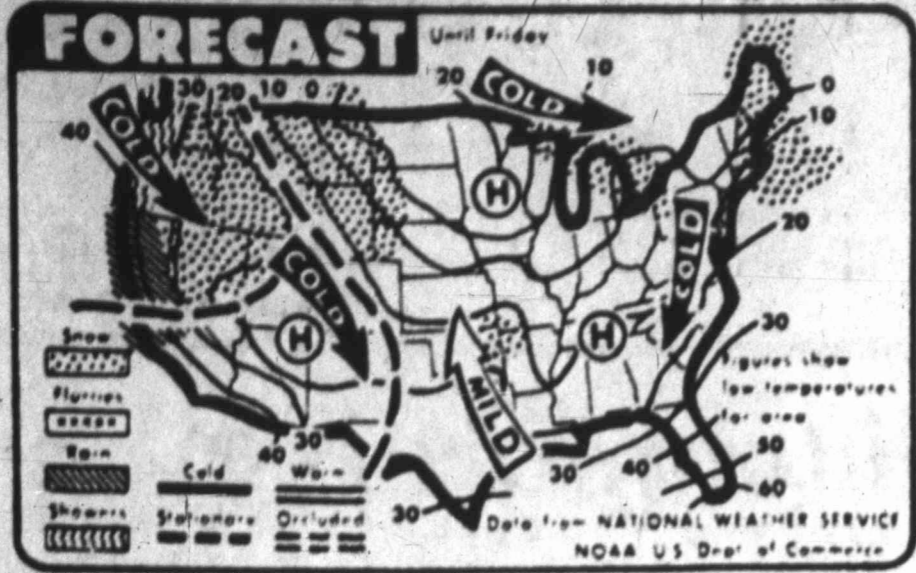 FORECAST
Until Friday
30 20 10 0
20
COLD
10
0
10
40
COLD
H
20
COLD
COLD
H
H
30
MILD
Figures show
low temperatures
for area
Snow
Flurries
Rain
Showers
Cold
Warm
Stationary
Occluded
40
30
30
30
40
50
60
Data from NATIONAL WEATHER SERVICE
NOAA U S Dept of Commerce